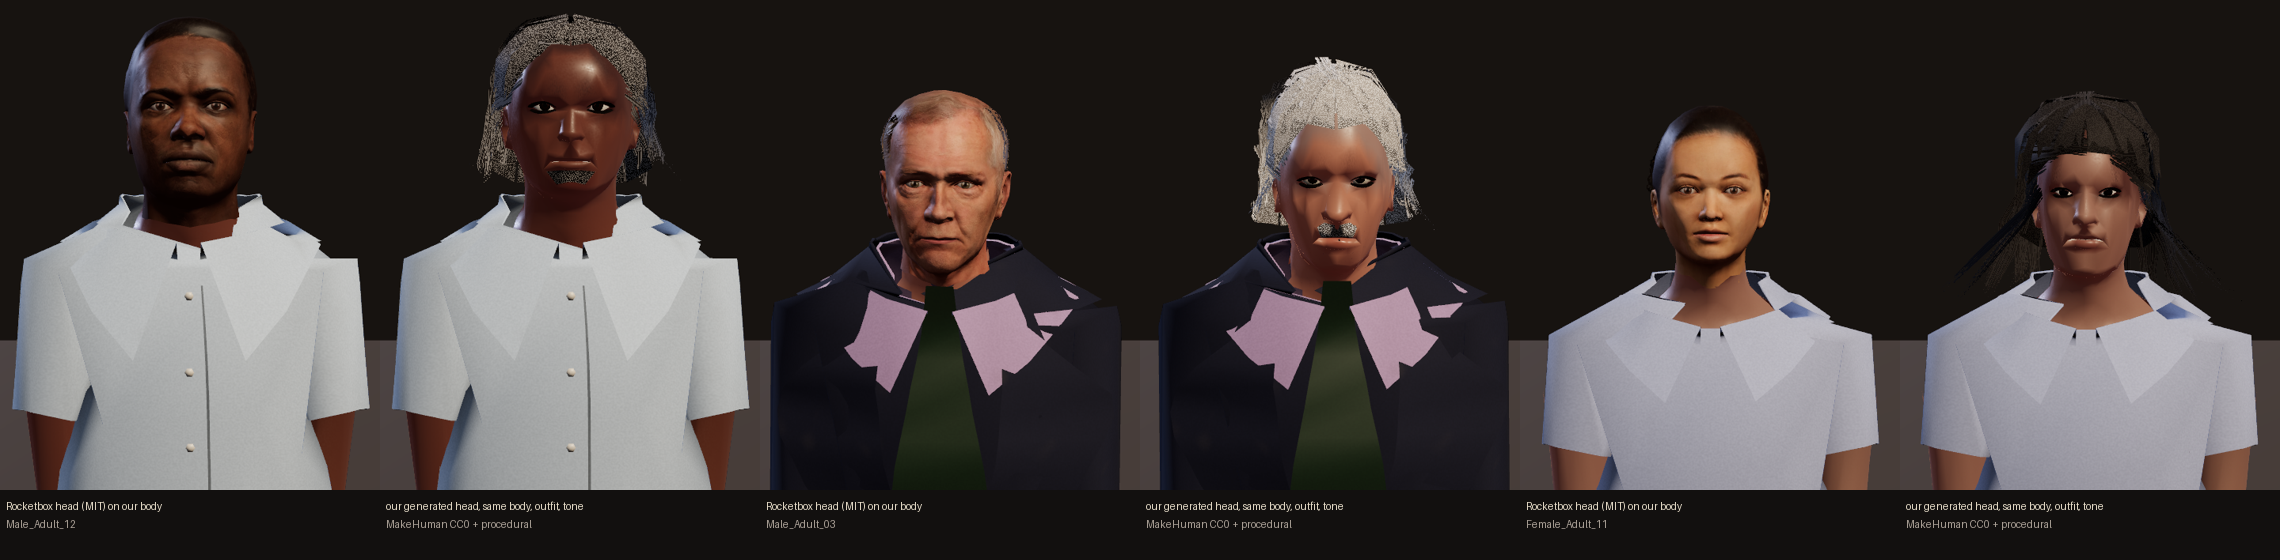 Rocketbox head (MIT) on our body
Male_Adult_12
our generated head, same body, outfit, tone
MakeHuman CC0 + procedural
Rocketbox head (MIT) on our body
Male_Adult_03
our generated head, same body, outfit, tone
MakeHuman CC0 + procedural
Rocketbox head (MIT) on our body
Female_Adult_11
our generated head, same body, outfit, tone
MakeHuman CC0 + procedural